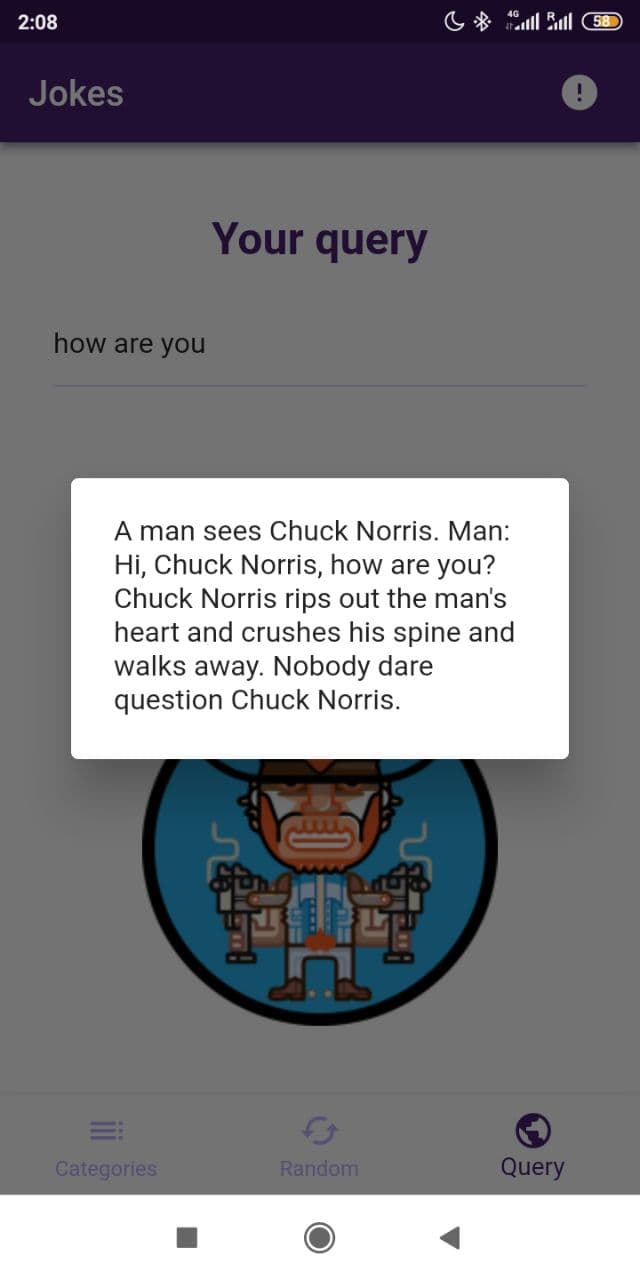 2:08
4G
R
58
Jokes
Your query
how are you
A man sees Chuck Norris. Man:
Hi, Chuck Norris, how are you?
Chuck Norris rips out the man's
heart and crushes his spine and
walks away. Nobody dare
question Chuck Norris.
Categories
Random
Query